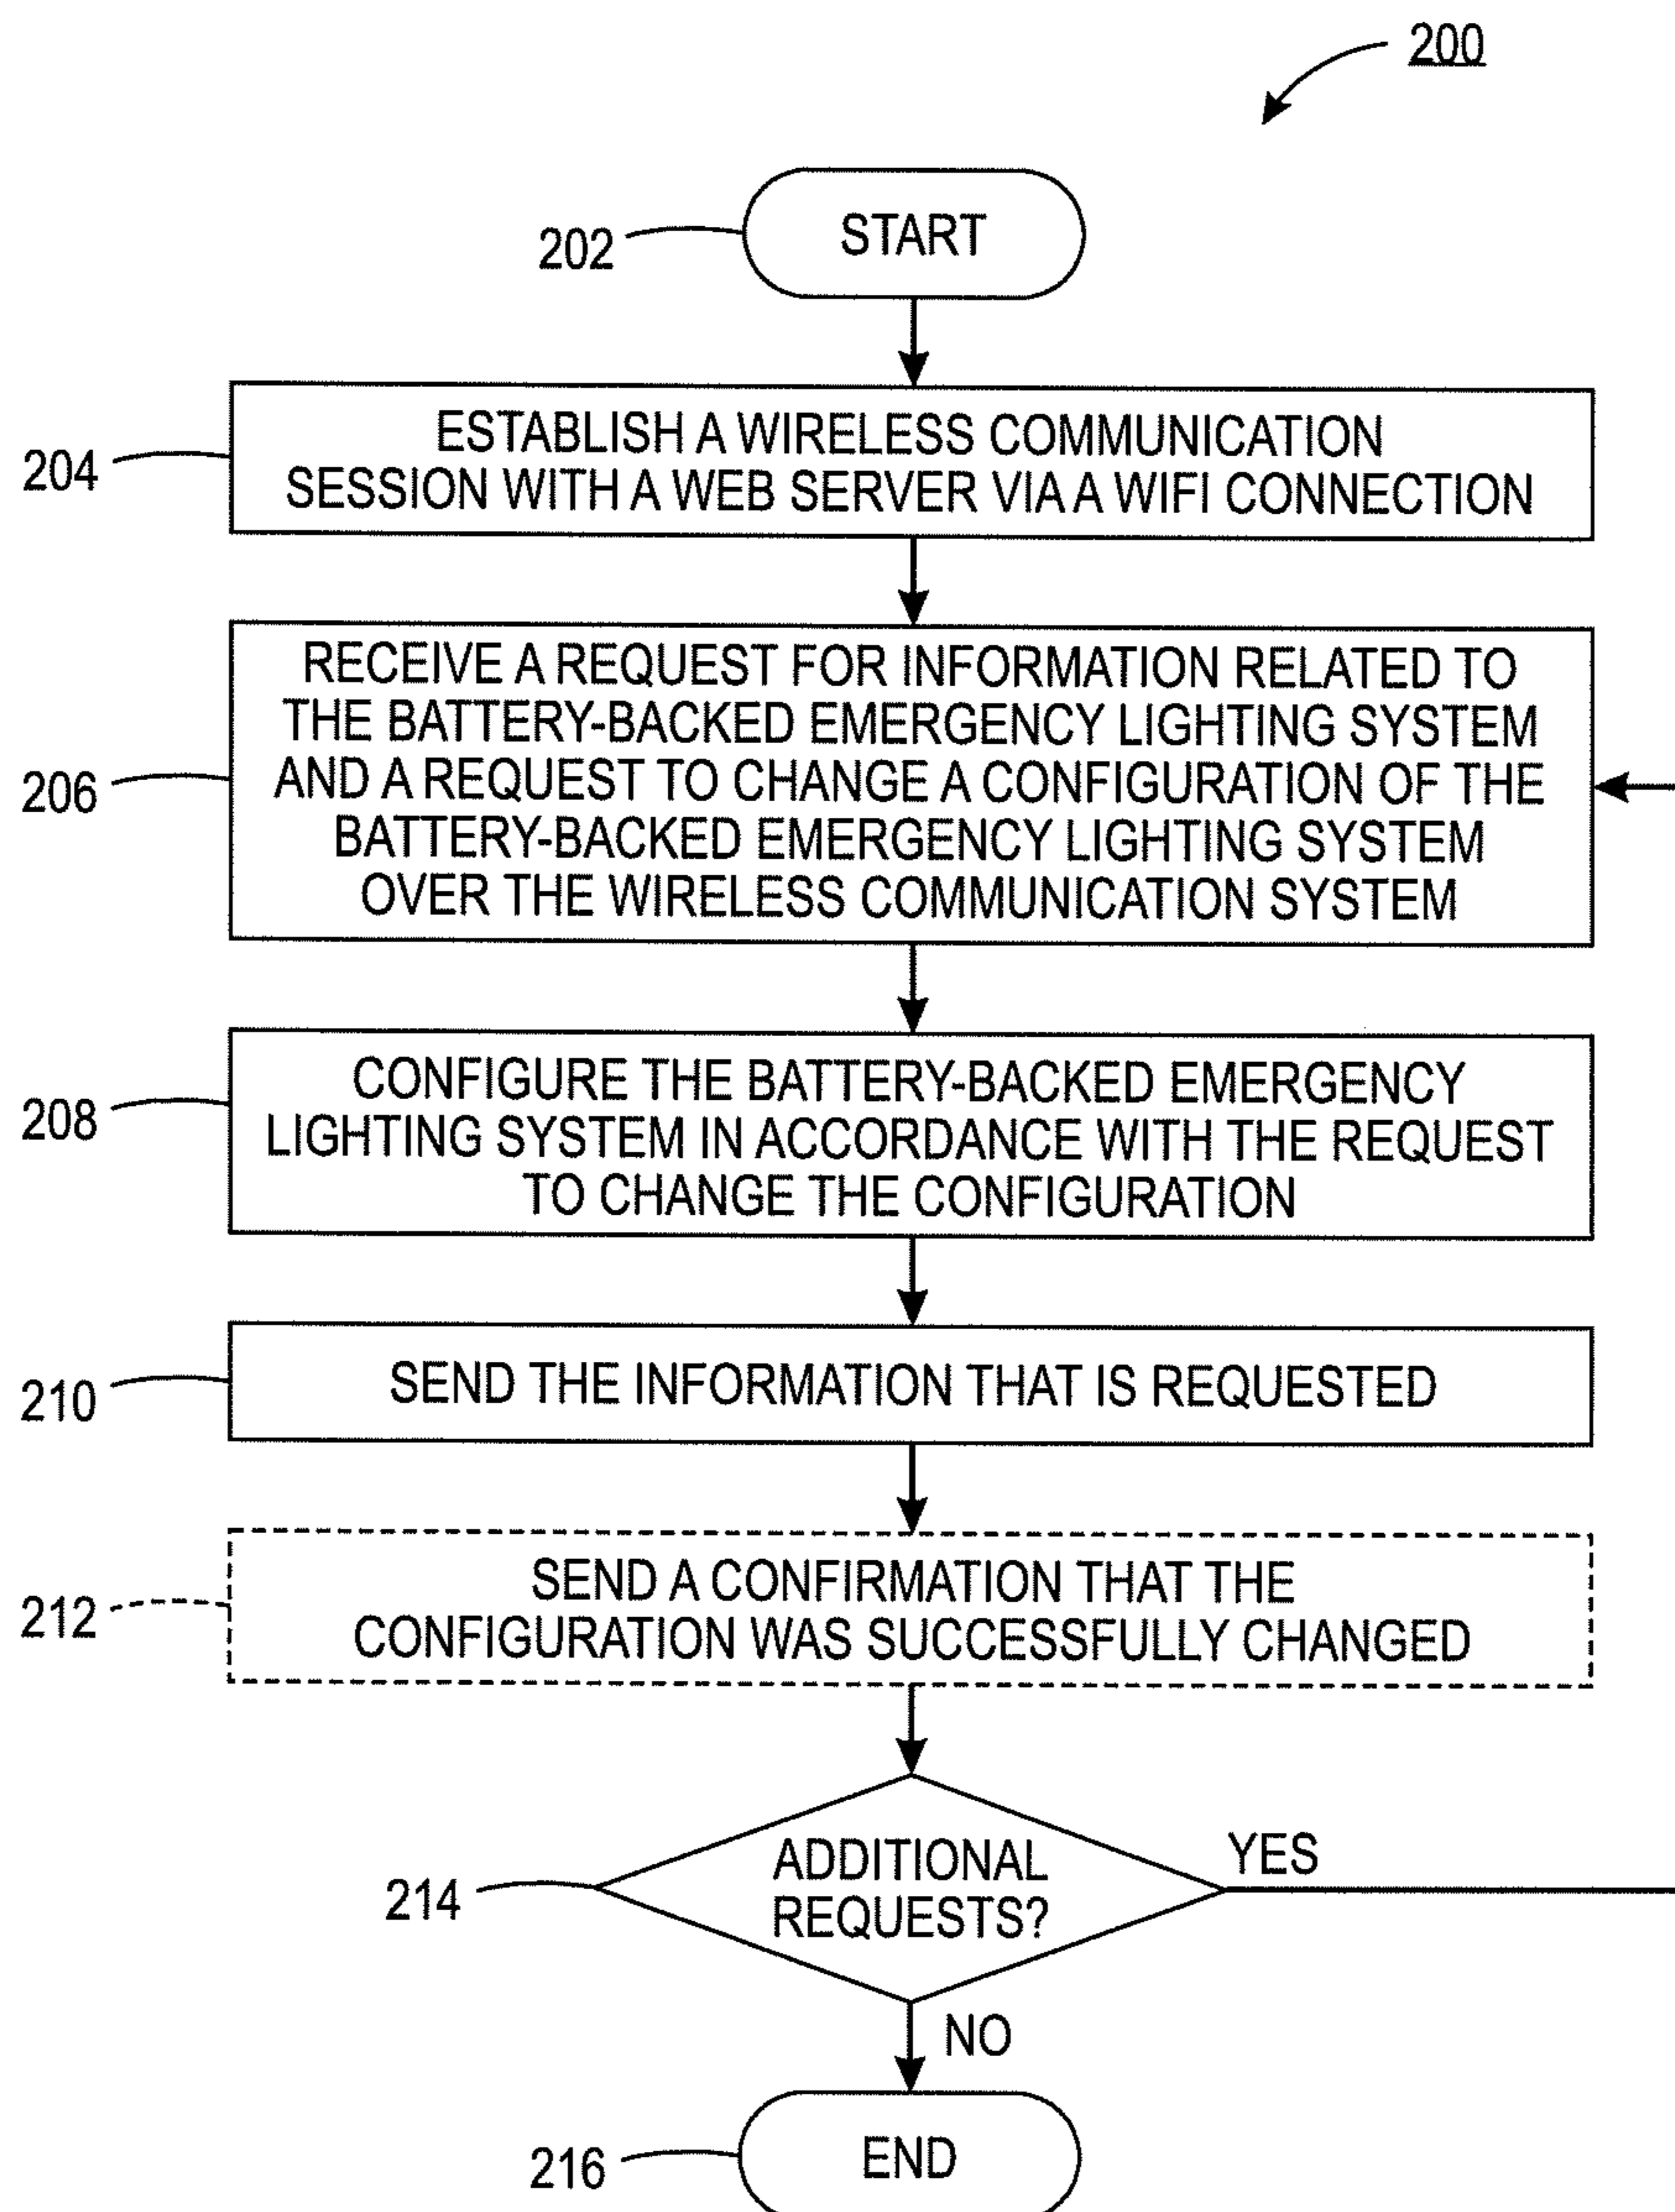 200
202
START
204
ESTABLISH A WIRELESS COMMUNICATION
SESSION WITH A WEB SERVER VIA A WIFI CONNECTION
206
RECEIVE A REQUEST FOR INFORMATION RELATED TO
THE BATTERY-BACKED EMERGENCY LIGHTING SYSTEM
AND A REQUEST TO CHANGE A CONFIGURATION OF THE
BATTERY-BACKED EMERGENCY LIGHTING SYSTEM
OVER THE WIRELESS COMMUNICATION SYSTEM
208
CONFIGURE THE BATTERY-BACKED EMERGENCY
LIGHTING SYSTEM IN ACCORDANCE WITH THE REQUEST
TO CHANGE THE CONFIGURATION
210
SEND THE INFORMATION THAT IS REQUESTED
212
SEND A CONFIRMATION THAT THE
CONFIGURATION WAS SUCCESSFULLY CHANGED
214
ADDITIONAL
REQUESTS?
YES
NO
216
END